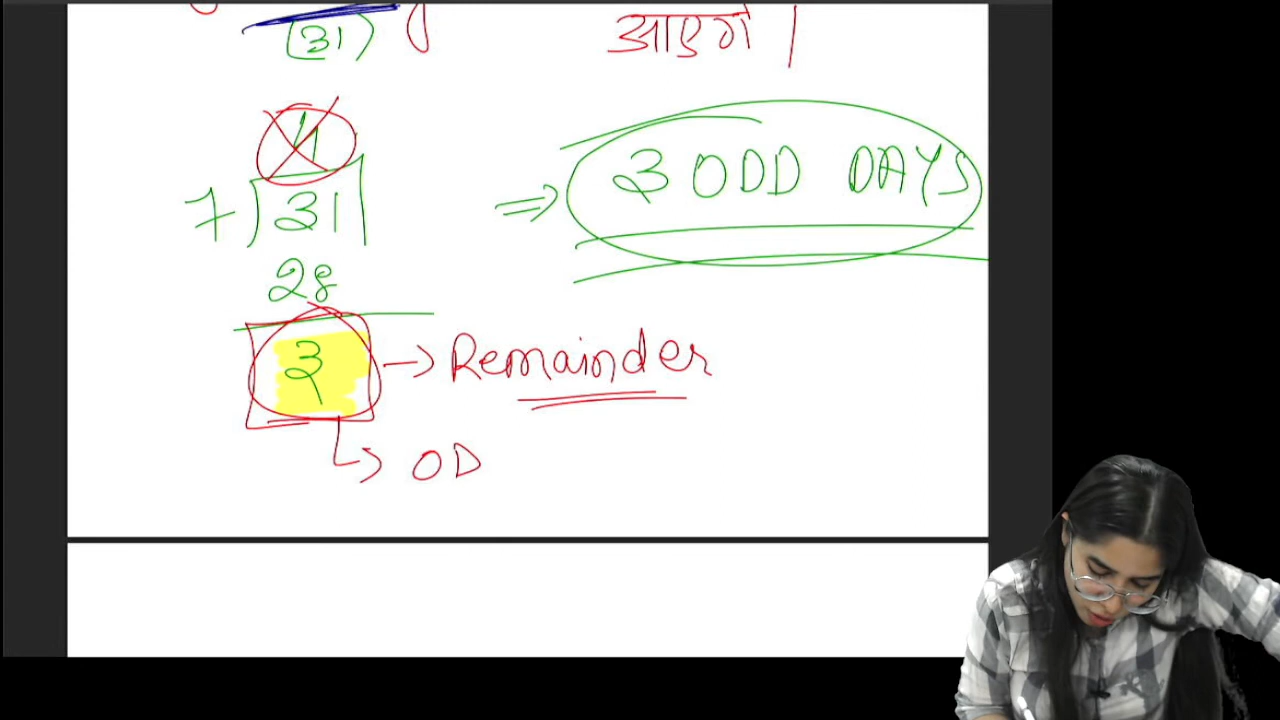 (31)
आएगे |
4
7) 31
⇒ 3 ODD DAYS
28
3 → Remainder
↳ OD